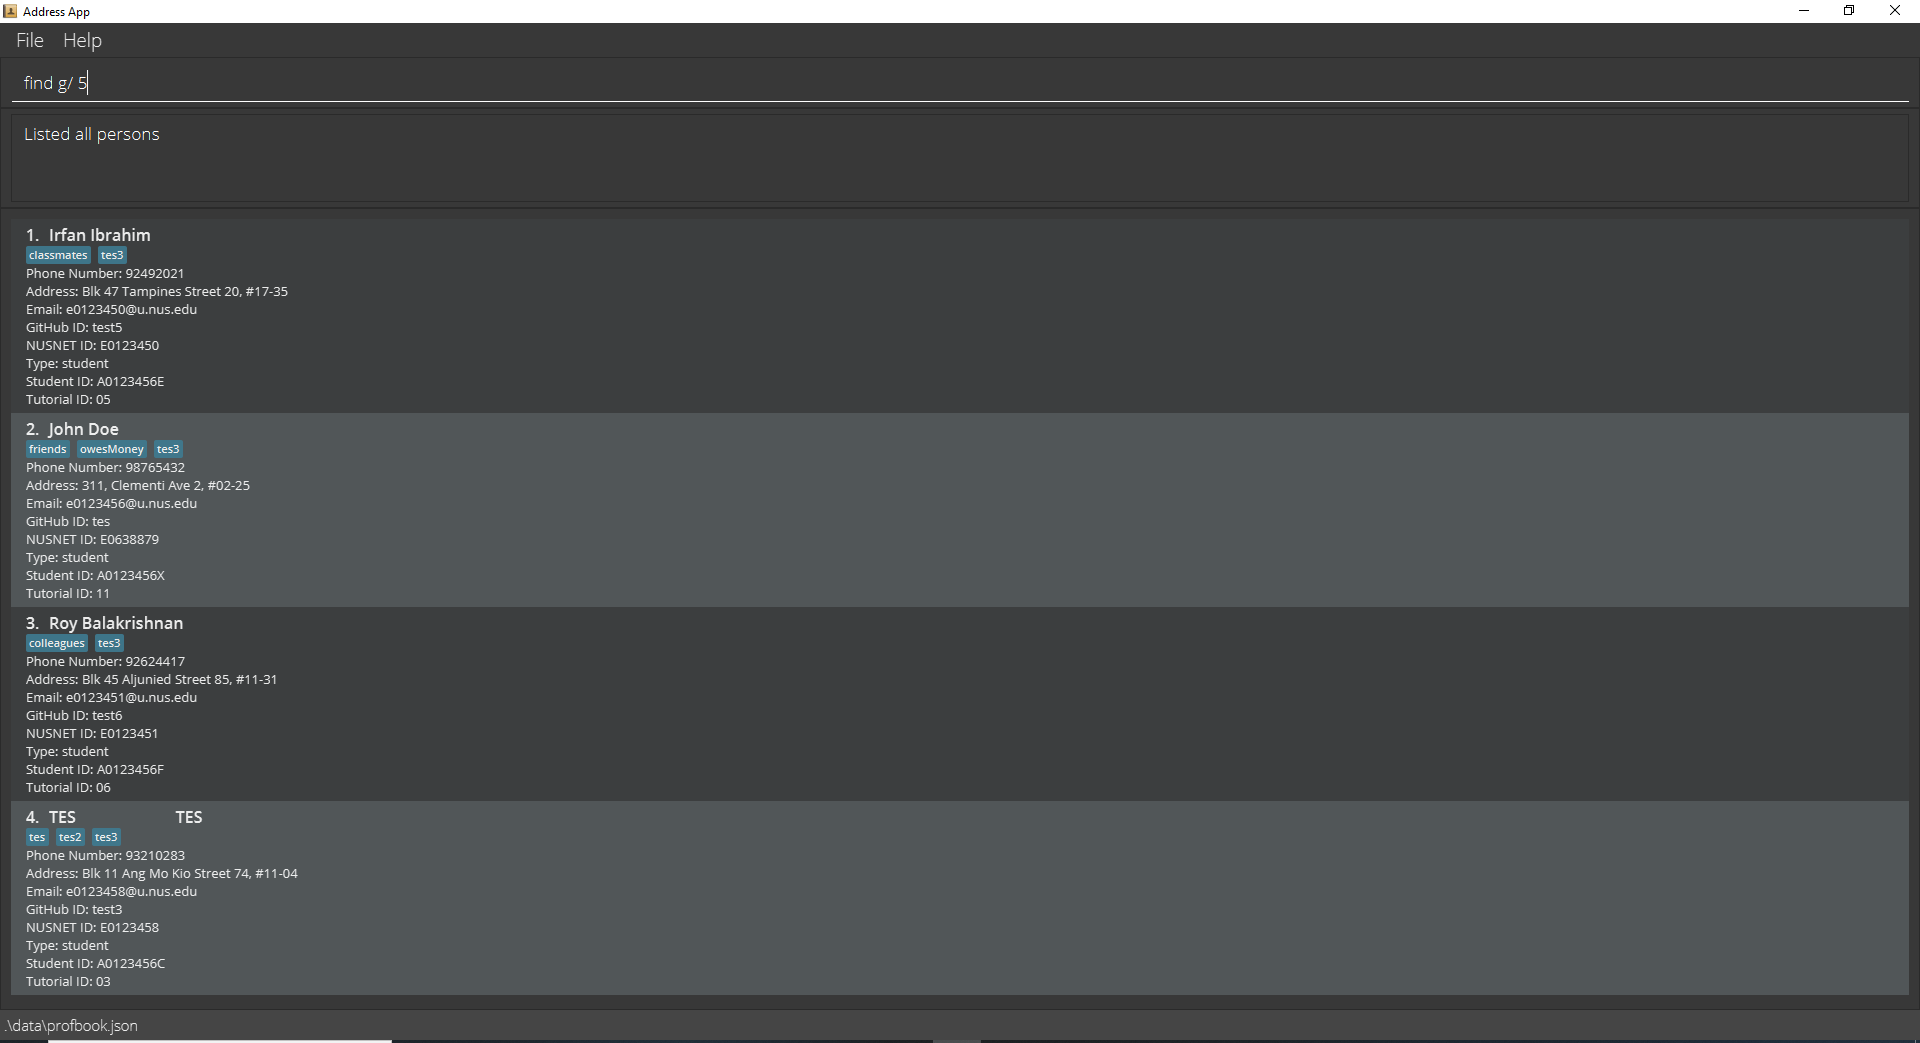 Address App
File Help
find g/ 5
Listed all persons
1. Irfan Ibrahim
classmates tes3
Phone Number: 92492021
Address: Blk 47 Tampines Street 20, #17-35
Email: e0123450@u.nus.edu
GitHub ID: test5
NUSNET ID: E0123450
Type: student
Student ID: A0123456E
Tutorial ID: 05
2. John Doe
friends owesMoney tes3
Phone Number: 98765432
Address: 311, Clementi Ave 2, #02-25
Email: e0123456@u.nus.edu
GitHub ID: tes
NUSNET ID: E0638879
Type: student
Student ID: A0123456X
Tutorial ID: 11
3. Roy Balakrishnan
colleagues tes3
Phone Number: 92624417
Address: Blk 45 Aljunied Street 85, #11-31
Email: e0123451@u.nus.edu
GitHub ID: test6
NUSNET ID: E0123451
Type: student
Student ID: A0123456F
Tutorial ID: 06
4. TES TES
tes tes2 tes3
Phone Number: 93210283
Address: Blk 11 Ang Mo Kio Street 74, #11-04
Email: e0123458@u.nus.edu
GitHub ID: test3
NUSNET ID: E0123458
Type: student
Student ID: A0123456C
Tutorial ID: 03
.\data\profbook.json